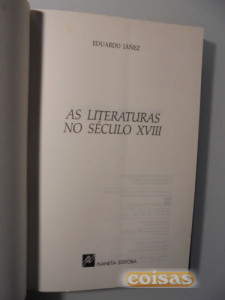 EDUARDO IÁÑEZ
AS LITERATURAS
NO SÉCULO XVIII
PLANETA EDITORA
coisas